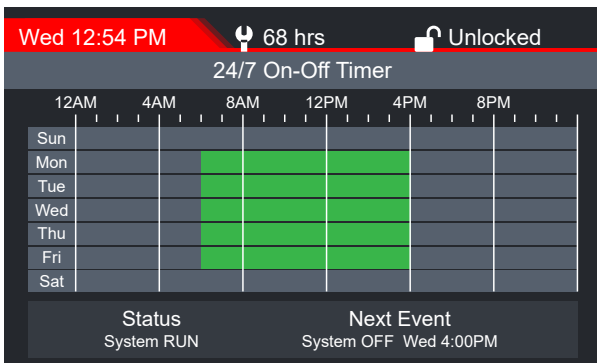 Wed 12:54 PM 68 hrs Unlocked
24/7 On-Off Timer
12AM 4AM 8AM 12PM 4PM 8PM
Sun
Mon
Tue
Wed
Thu
Fri
Sat
Status Next Event
System RUN System OFF Wed 4:00PM